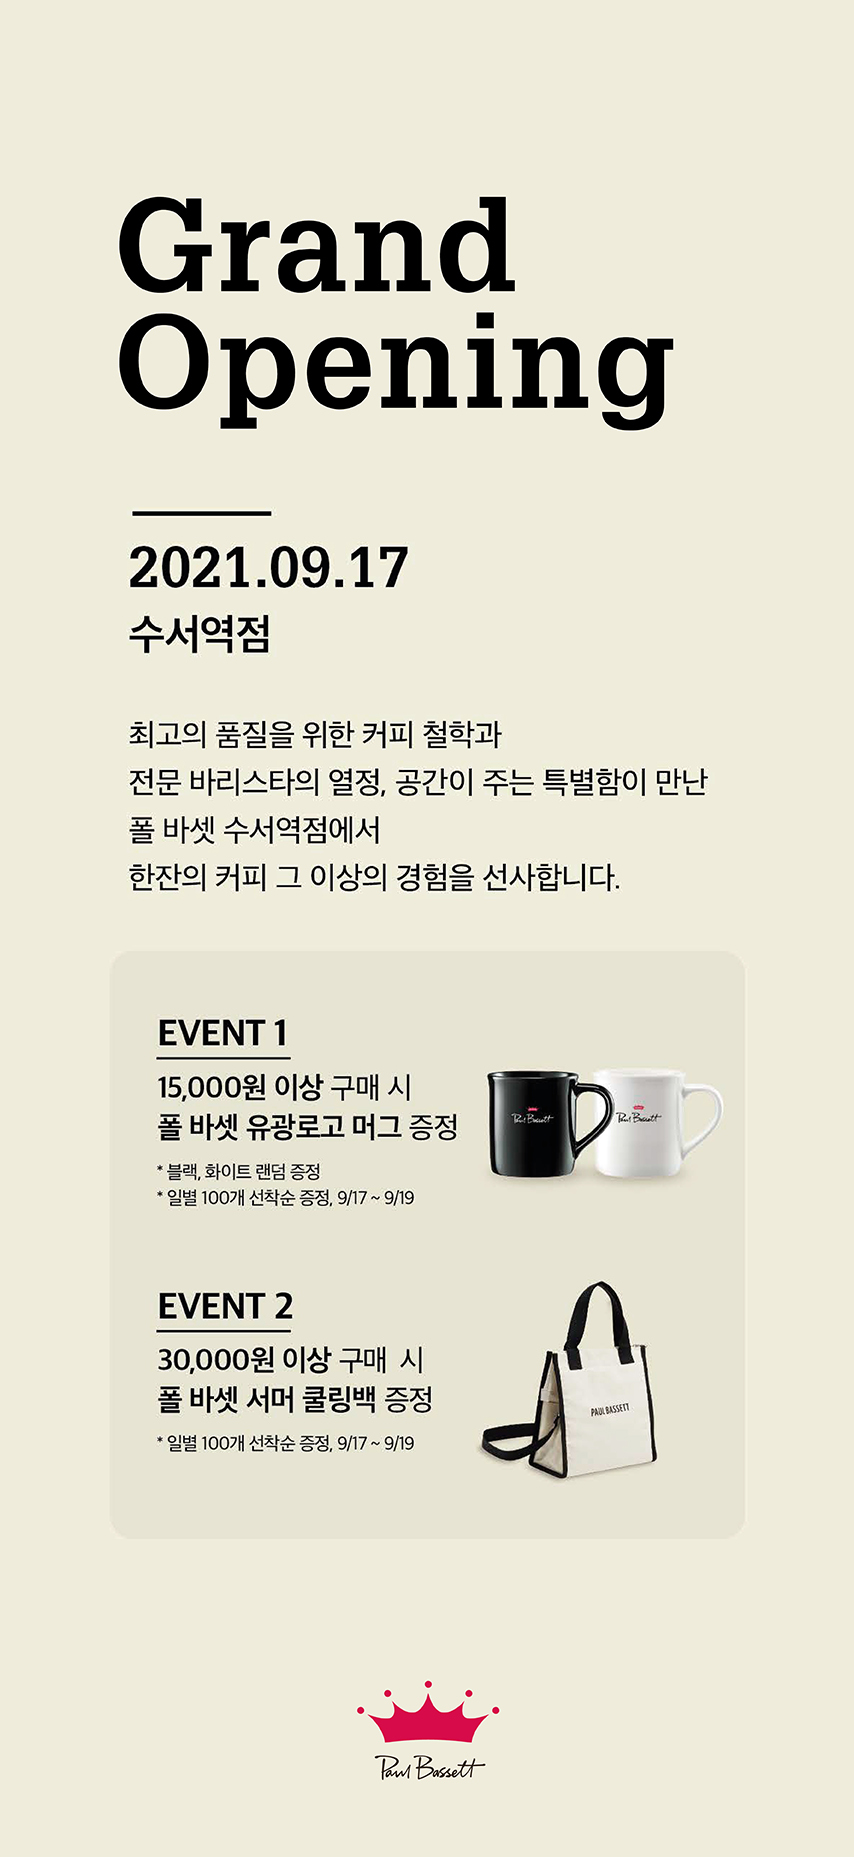 Grand
Opening
2021.09.17
수서역점
최고의 품질을 위한 커피 철학과
전문 바리스타의 열정, 공간이 주는 특별함이 만난
폴 바셋 수서역점에서
한잔의 커피 그 이상의 경험을 선사합니다.
EVENT 1
15,000원 이상 구매 시
폴 바셋 유광로고 머그 증정
* 블랙, 화이트 랜덤 증정
* 일별 100개 선착순 증정, 9/17 ~ 9/19
Paul Bassett
Paul Bassett
EVENT 2
30,000원 이상 구매 시
폴 바셋 서머 쿨링백 증정
* 일별 100개 선착순 증정, 9/17 ~ 9/19
PAUL BASSETT
Paul Bassett